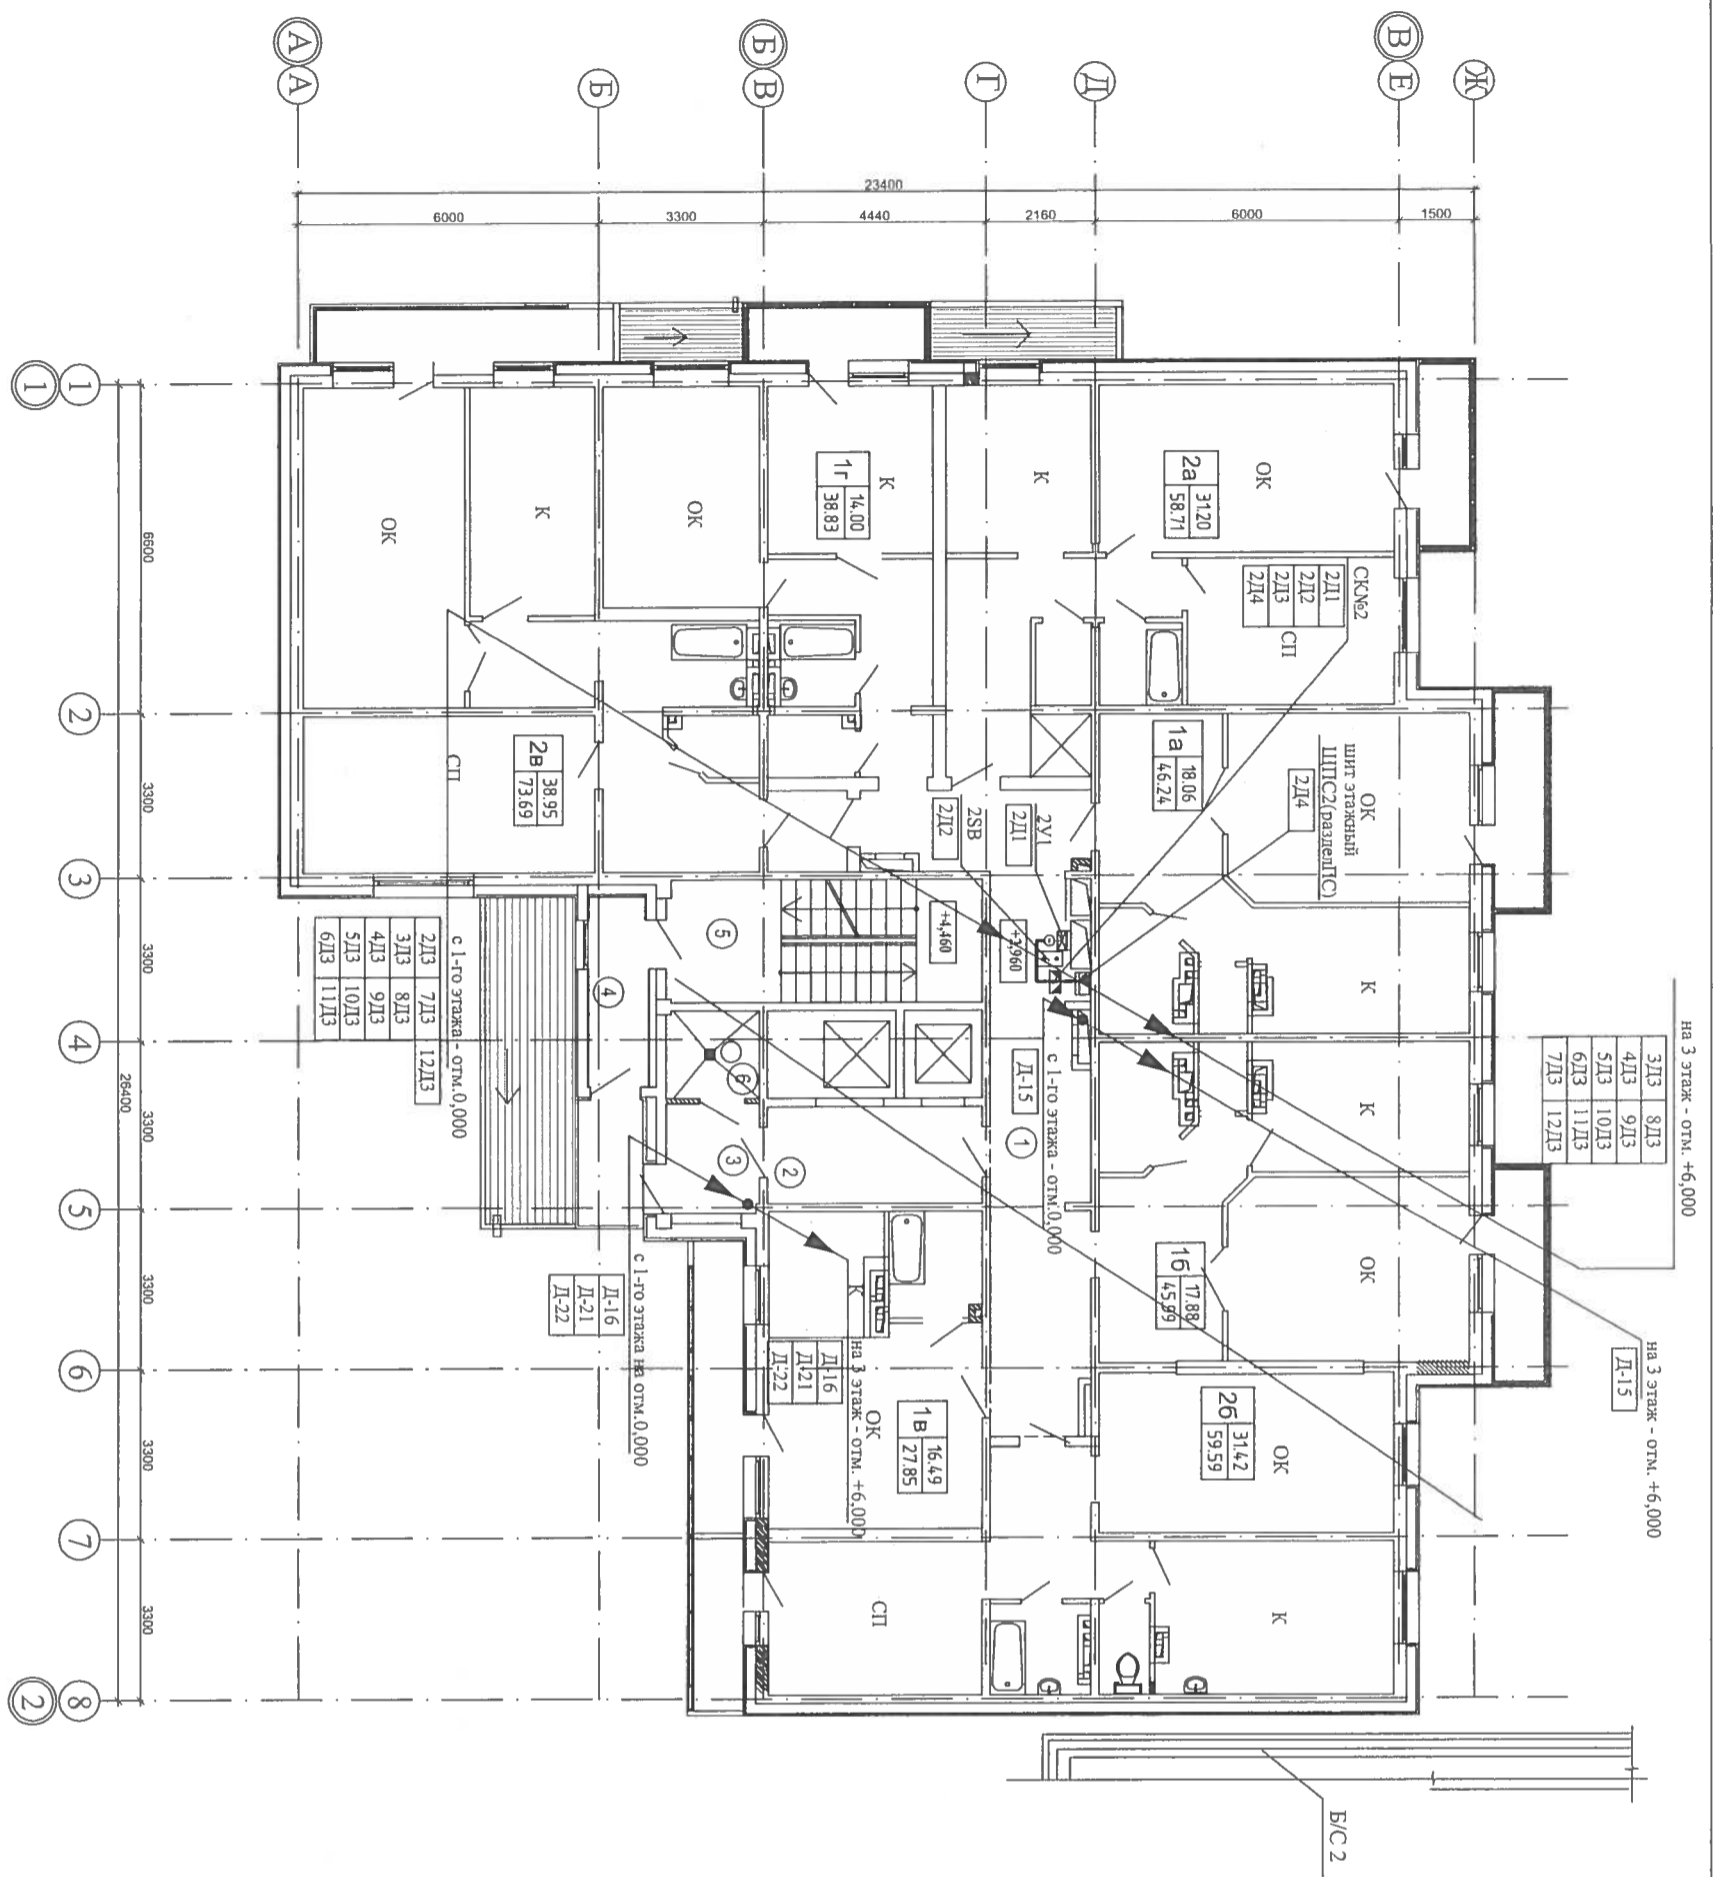 А
А
Б
Б
В
Г
Д
В
Е
Ж
23400
6000
3300
4440
2160
6000
1500
1
1
2
3
4
5
6
7
8
2
6600
3300
3300
3300
3300
3300
3300
26400
ОК
К
ОК
К
1г
14.00
38.83
К
2а
31.20
58.71
ОК
СК№2
2Д1
2Д2
2Д3
2Д4
СП
СП
2в
38.95
73.69
1а
18.06
46.24
ОК
щит этажный
ЩПС2(разделПС)
2Д4
2У1
2Д1
2SB
2Д2
+4,460
+3,960
5
4
6
3
2
1
К
К
с 1-го этажа - отм.0,000
2Д3 7Д3 12Д3
3Д3 8Д3
4Д3 9Д3
5Д3 10Д3
6Д3 11Д3
с 1-го этажа - отм.0,000
Д-15
на 3 этаж - отм. +6,000
3Д3 8Д3
4Д3 9Д3
5Д3 10Д3
6Д3 11Д3
7Д3 12Д3
на 3 этаж - отм. +6,000
Д-15
с 1-го этажа на отм.0,000
Д-16
Д-21
Д-22
на 3 этаж - отм. +6,000
Д-16
Д-21
Д-22
К
ОК
1в
16.49
27.85
1б
17.88
45.99
ОК
2б
31.42
59.59
ОК
СП
К
Б/С 2